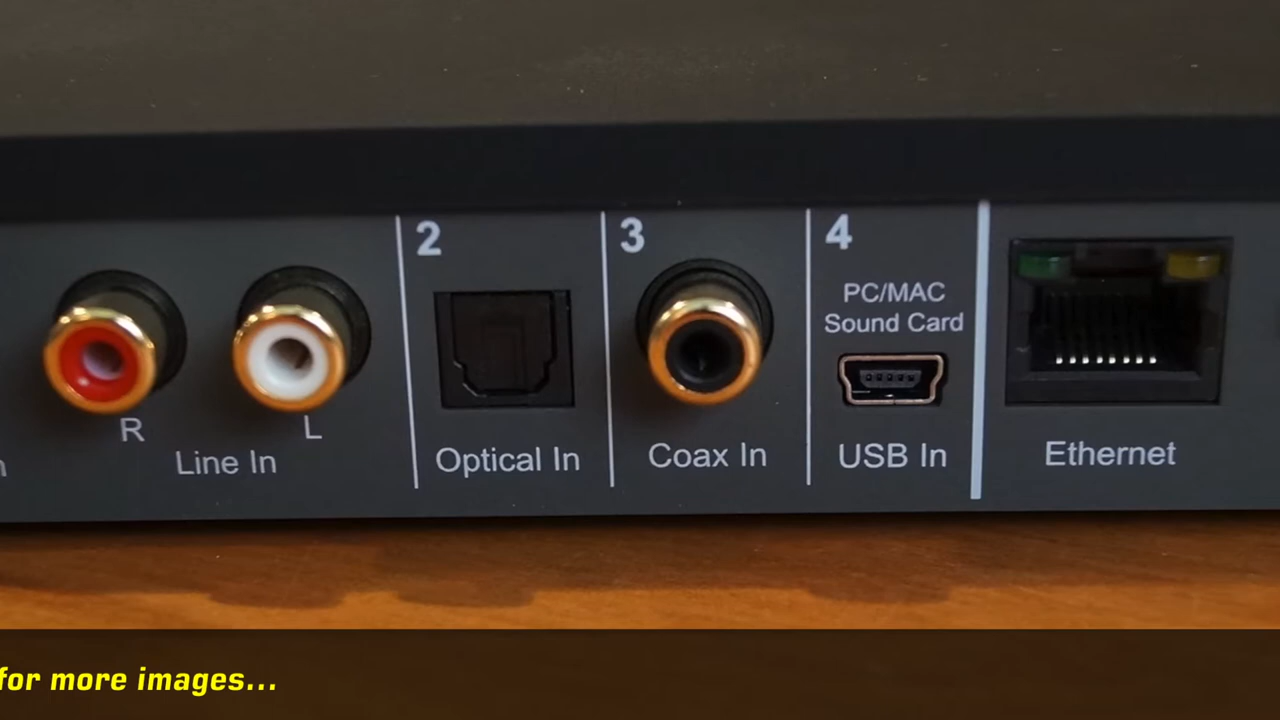 2
3
4
PC/MAC
Sound Card
R
L
Line In
Optical In
Coax In
USB In
Ethernet
for more images...